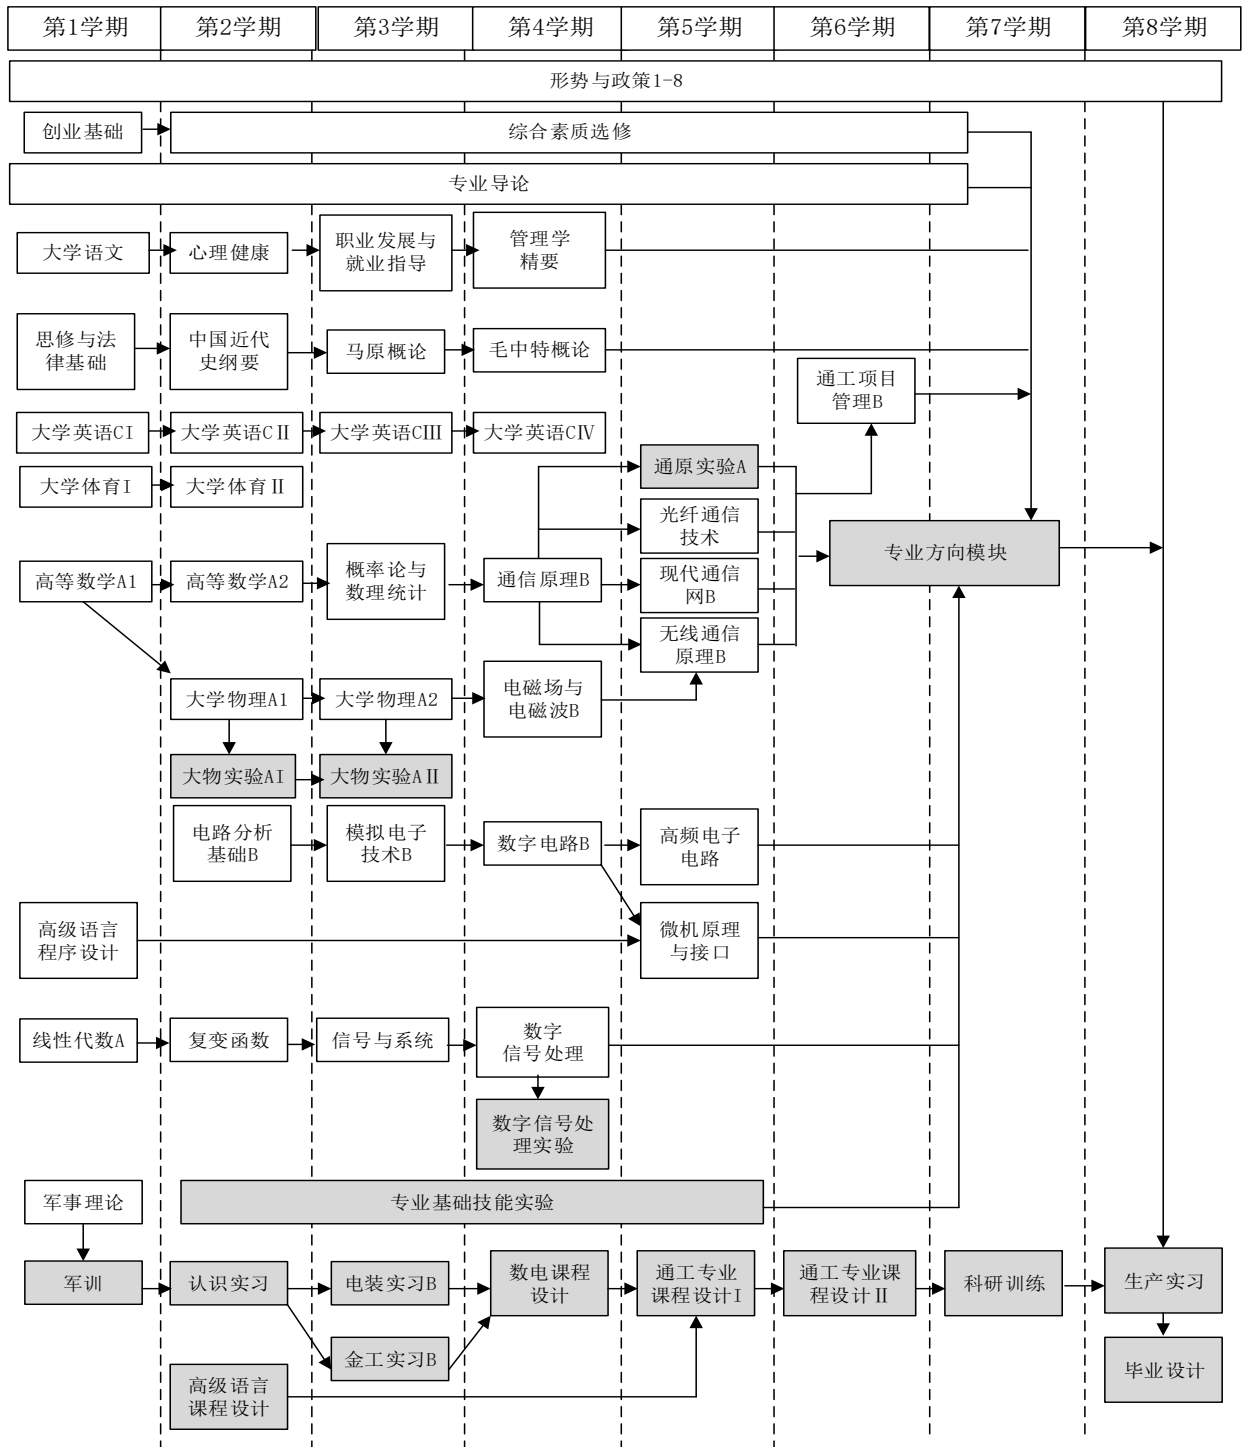 第1学期 第2学期 第3学期 第4学期 第5学期 第6学期 第7学期 第8学期
形势与政策1-8
创业基础 综合素质选修
专业导论
大学语文 心理健康 职业发展与
就业指导 管理学
精要
思修与法
律基础 中国近代
史纲要 马原概论 毛中特概论
通工项目
管理B
大学英语CI 大学英语CⅡ 大学英语CⅢ 大学英语CⅣ
通原实验A
大学体育I 大学体育Ⅱ
光纤通信
技术
专业方向模块
高等数学A1 高等数学A2 概率论与
数理统计 通信原理B 现代通信
网B
无线通信
原理B
大学物理A1 大学物理A2 电磁场与
电磁波B
大物实验AI 大物实验AⅡ
电路分析
基础B 模拟电子
技术B 数字电路B 高频电子
电路
高级语言
程序设计 微机原理
与接口
线性代数A 复变函数 信号与系统 数字
信号处理
数字信号处
理实验
军事理论 专业基础技能实验
军训 认识实习 电装实习B 数电课程
设计 通工专业
课程设计I 通工专业课
程设计Ⅱ 科研训练 生产实习
金工实习B 毕业设计
高级语言
课程设计